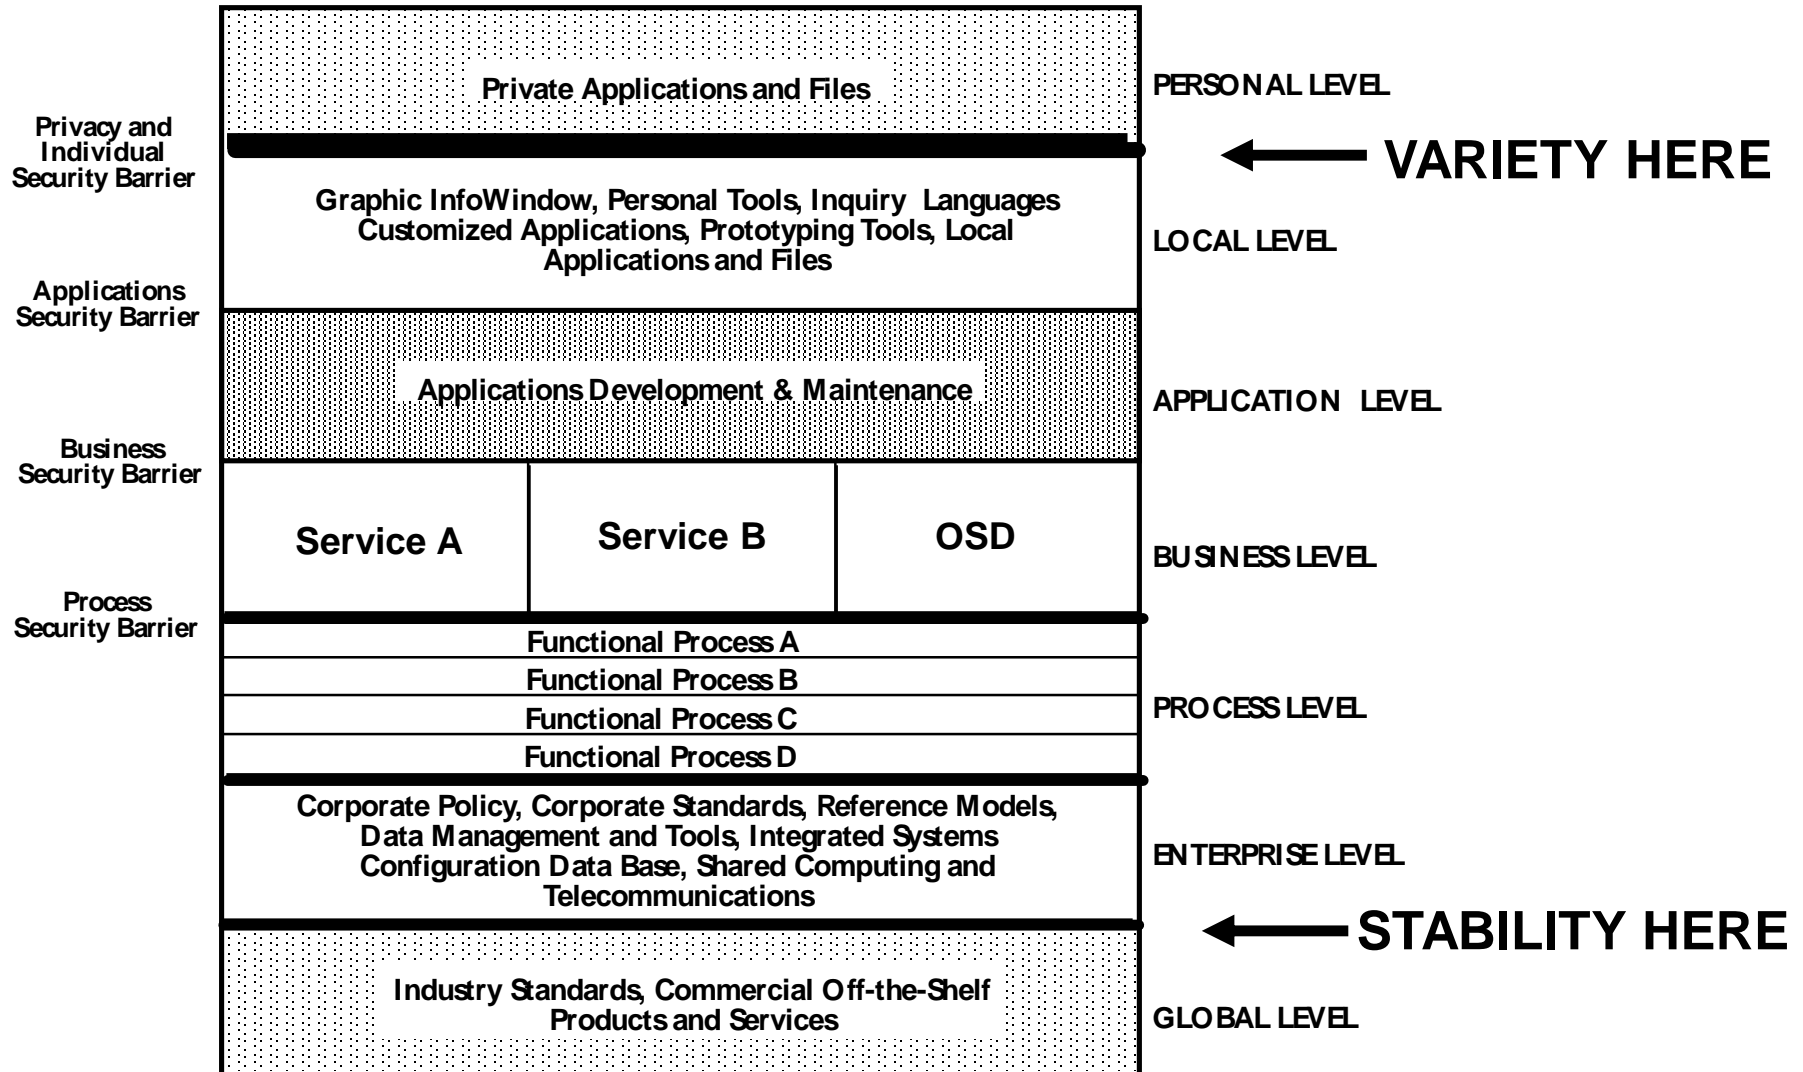 Private Applications and Files
PERSONAL LEVEL
Privacy and
Individual
Security Barrier
VARIETY HERE
Graphic InfoWindow, Personal Tools, Inquiry Languages
Customized Applications, Prototyping Tools, Local
Applications and Files
LOCAL LEVEL
Applications
Security Barrier
Applications Development & Maintenance
APPLICATION LEVEL
Business
Security Barrier
Service A
Service B
OSD
BUSINESS LEVEL
Process
Security Barrier
Functional Process A
Functional Process B
Functional Process C
Functional Process D
PROCESS LEVEL
Corporate Policy, Corporate Standards, Reference Models,
Data Management and Tools, Integrated Systems
Configuration Data Base, Shared Computing and
Telecommunications
ENTERPRISE LEVEL
STABILITY HERE
Industry Standards, Commercial Off-the-Shelf
Products and Services
GLOBAL LEVEL